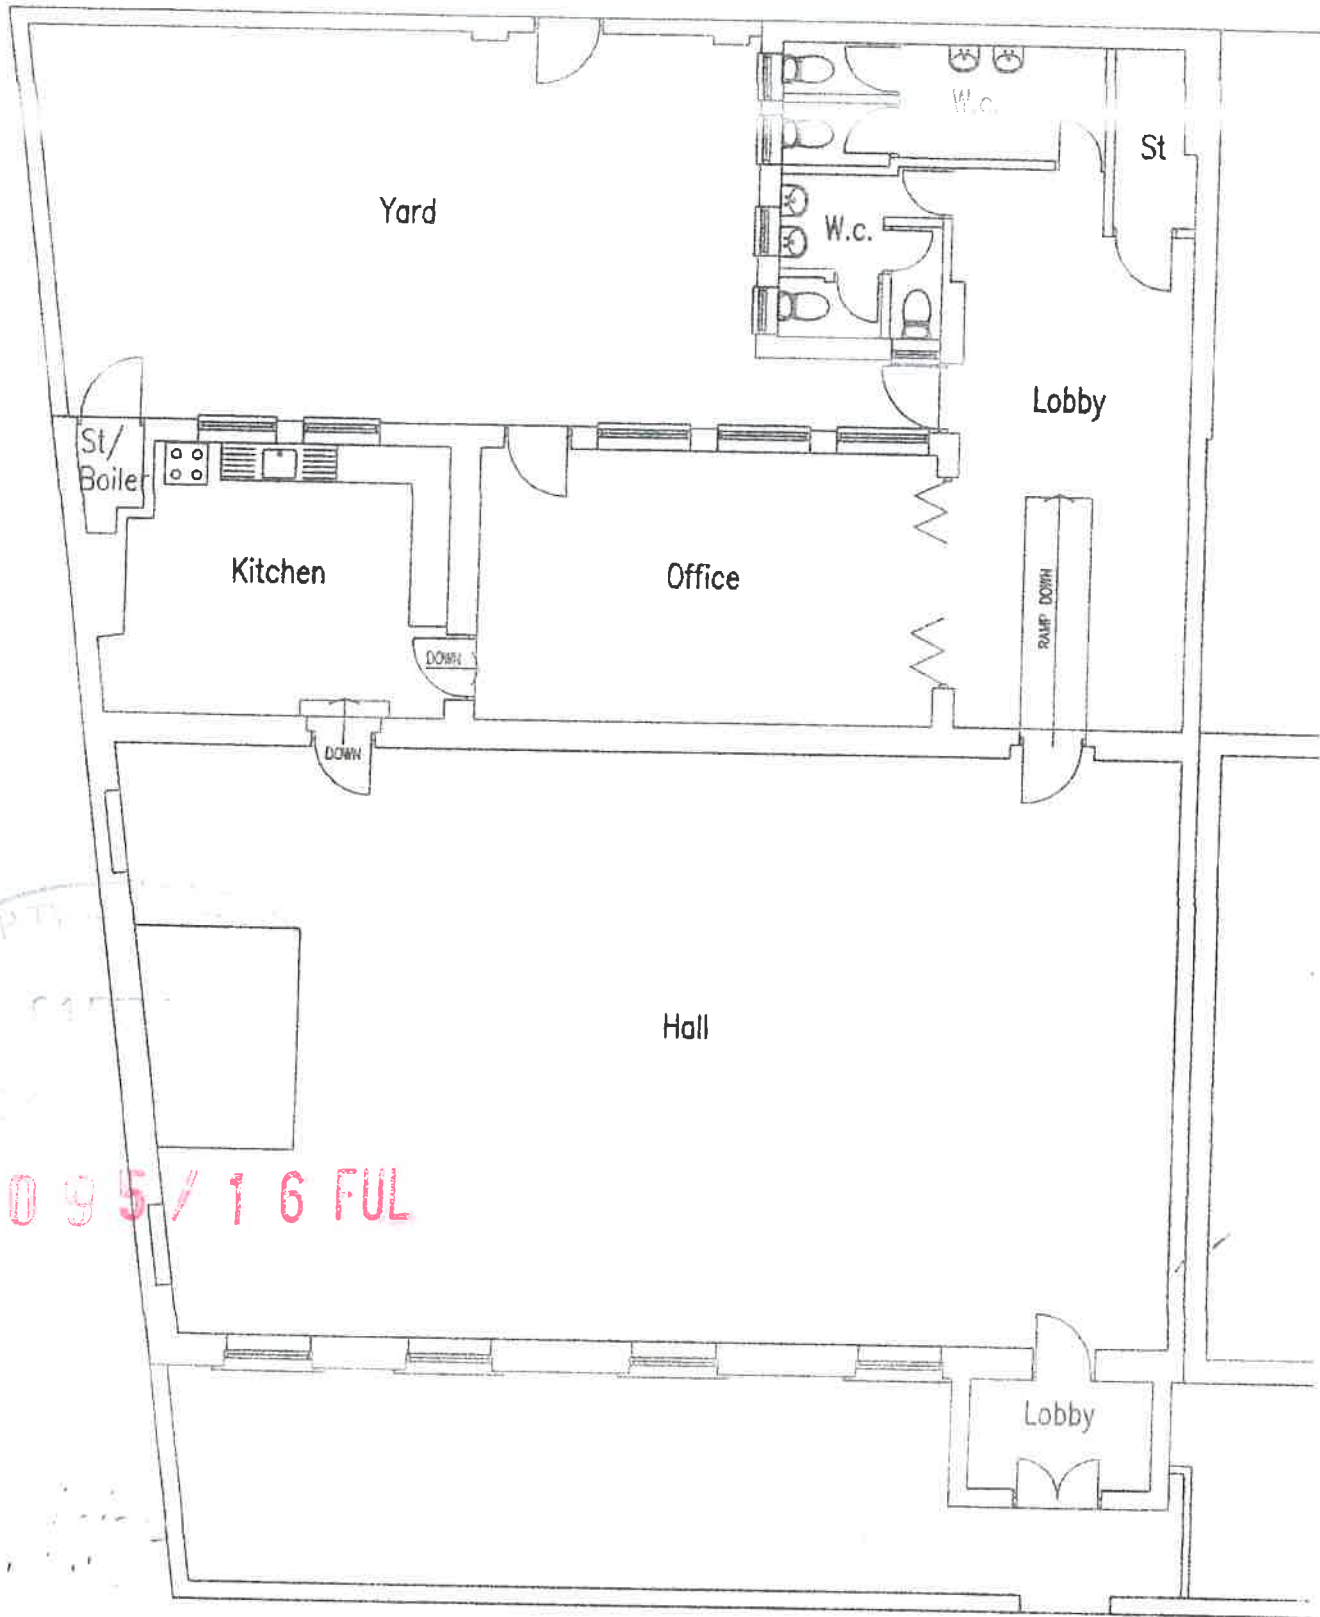 W.c.
St
Yard
W.c.
Lobby
St/
Boiler
Kitchen
Office
RAMP DOWN
DOWN
DOWN
Hall
095/16 FUL
Lobby